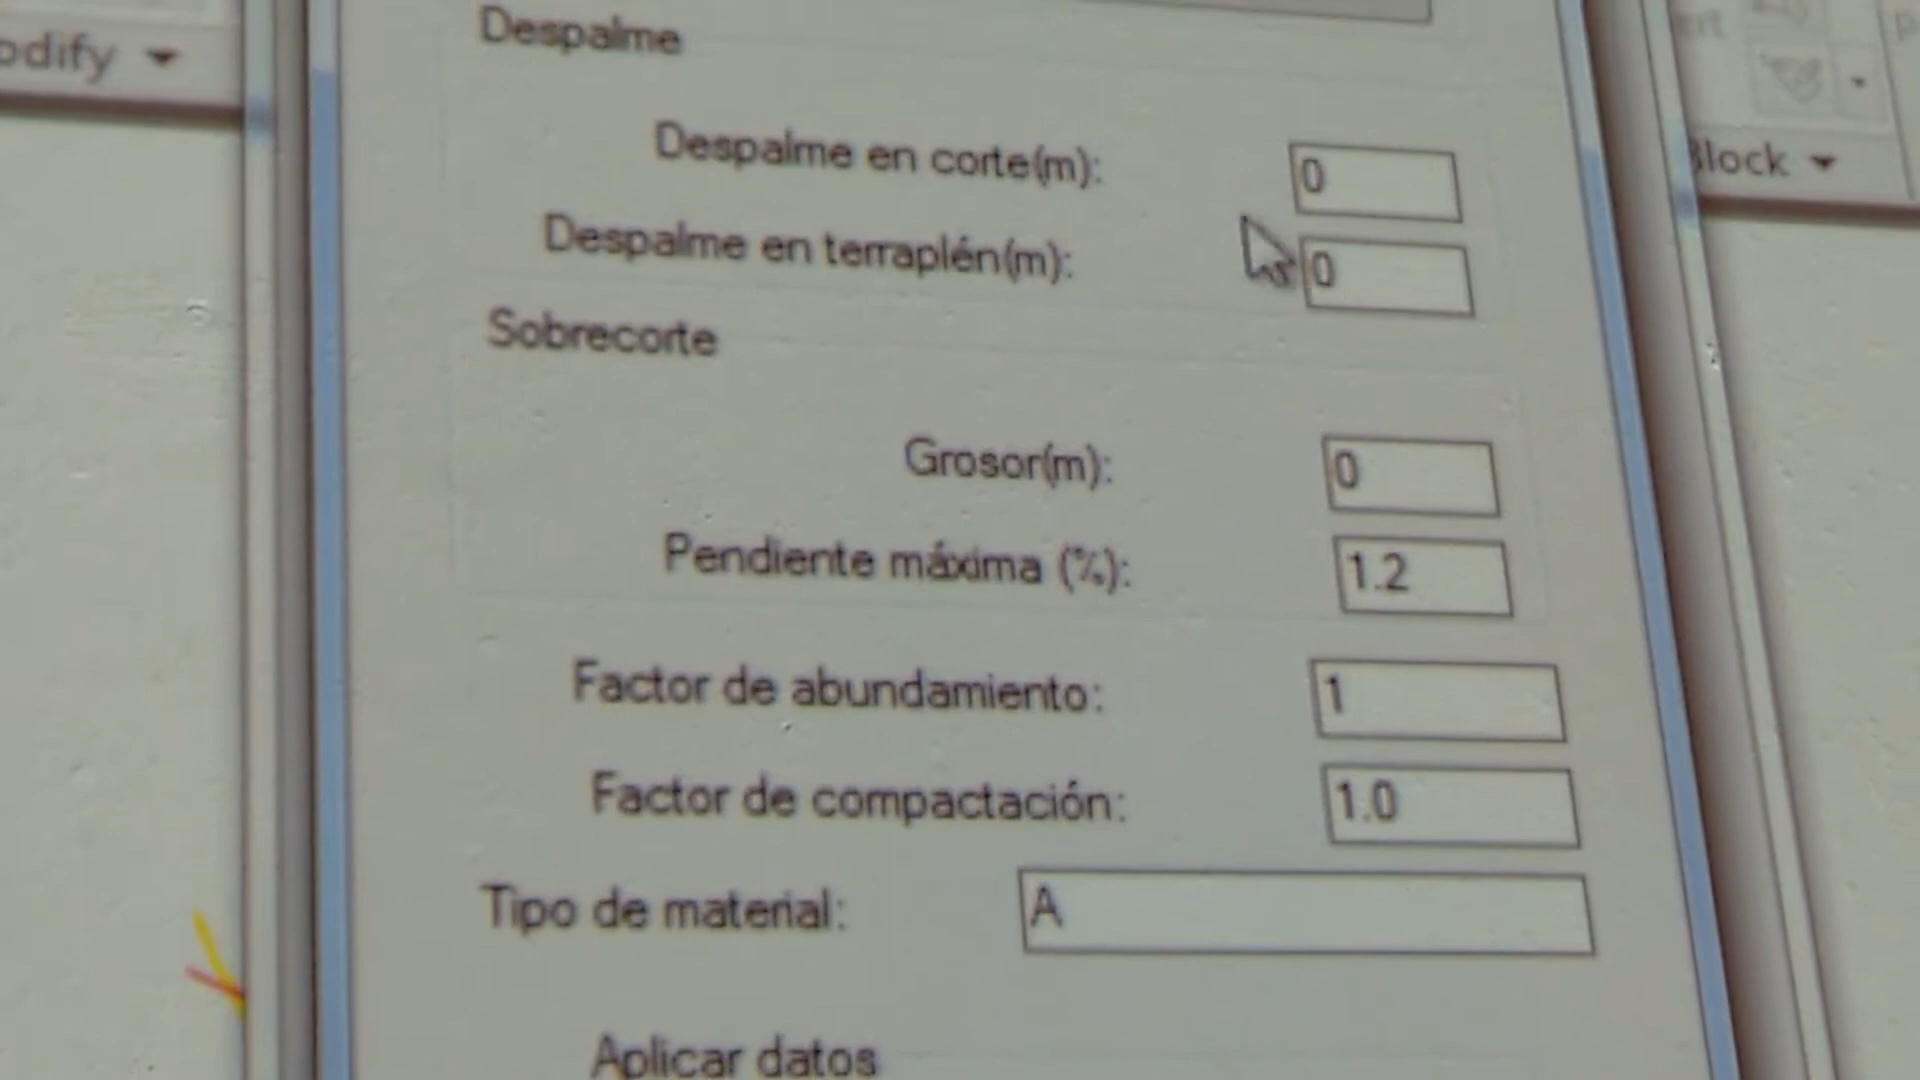 Despalme
odify
Despalme en corte(m): 0
Block
Despalme en terraplén(m): 0
Sobrecorte
Grosor(m): 0
Pendiente máxima (%): 1.2
Factor de abundamiento: 1
Factor de compactación: 1.0
Tipo de material: A
Aplicar datos